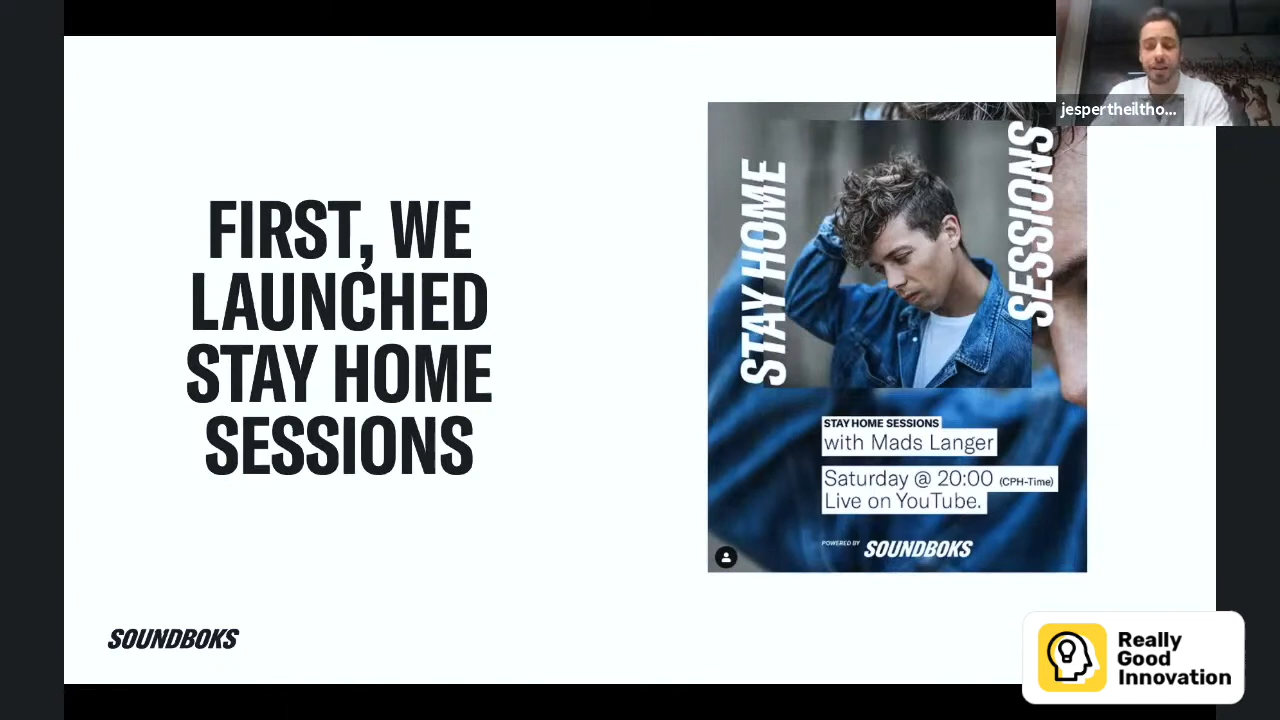 jespertheiltho...
FIRST, WE
LAUNCHED
STAY HOME
SESSIONS
STAY HOME
SESSIONS
STAY HOME SESSIONS
with Mads Langer
Saturday @ 20:00 (CPH-Time)
Live on YouTube.
POWERED BY SOUNDBOKS
SOUNDBOKS
Really
Good
Innovation